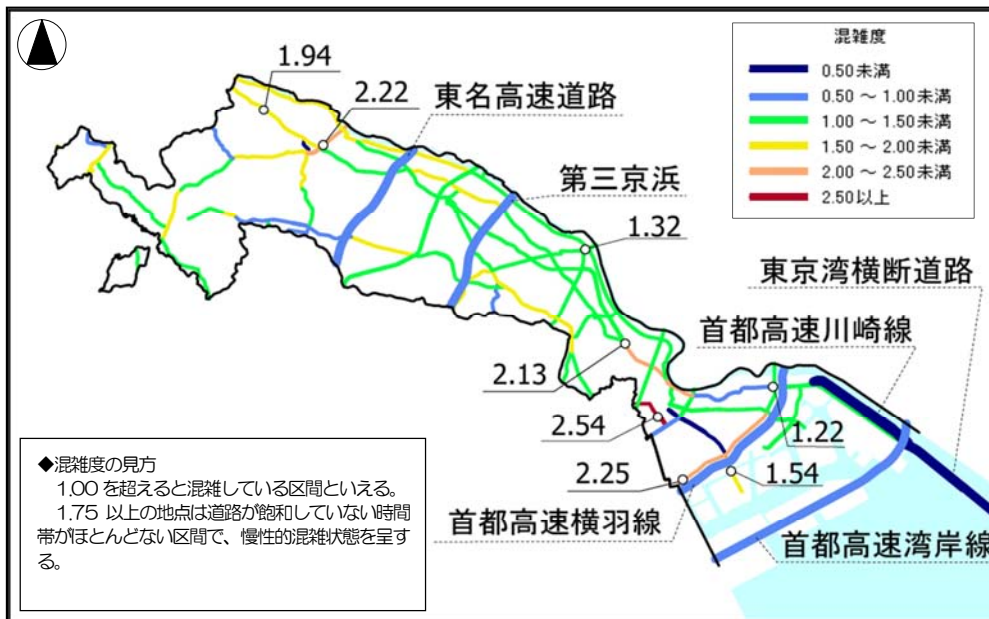 混雑度
0.50未満
0.50 ～ 1.00未満
1.00 ～ 1.50未満
1.50 ～ 2.00未満
2.00 ～ 2.50未満
2.50以上
1.94
2.22
東名高速道路
第三京浜
1.32
東京湾横断道路
首都高速川崎線
2.13
2.54
1.22
2.25
1.54
首都高速横羽線
首都高速湾岸線
◆混雑度の見方
1.00 を超えると混雑している区間といえる。
1.75 以上の地点は道路が飽和していない時間
帯がほとんどない区間で、慢性的混雑状態を呈す
る。